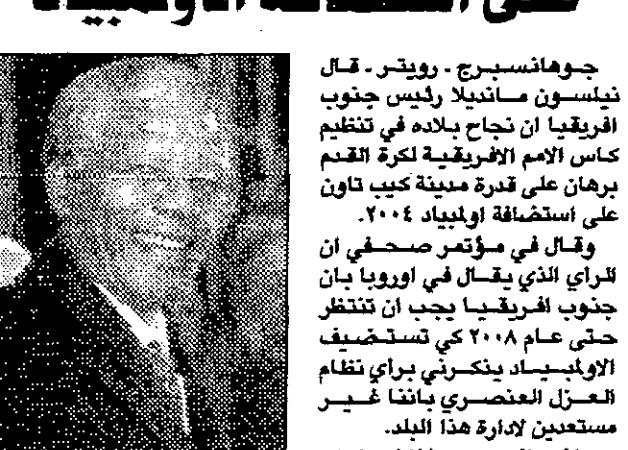 على استضافة الاولمبياد
جوهانسبرج - رويتر - قال
نيلسون مانديلا رئيس جنوب
افريقيا ان نجاح بلاده في تنظيم
كاس الامم الافريقية لكرة القدم
برهان على قدرة مدينة كيب تاون
على استضافة اولمبياد ٢٠٠٤.
وقال في مؤتمر صحفي ان
الراي الذي يقال في اوروبا بان
جنوب افريقيا يجب ان تنتظر
حتى عام ٢٠٠٨ كي تستضيف
الاولمبياد يذكرني براي نظام
العزل العنصري باننا غير
مستعدين لادارة هذا البلد.